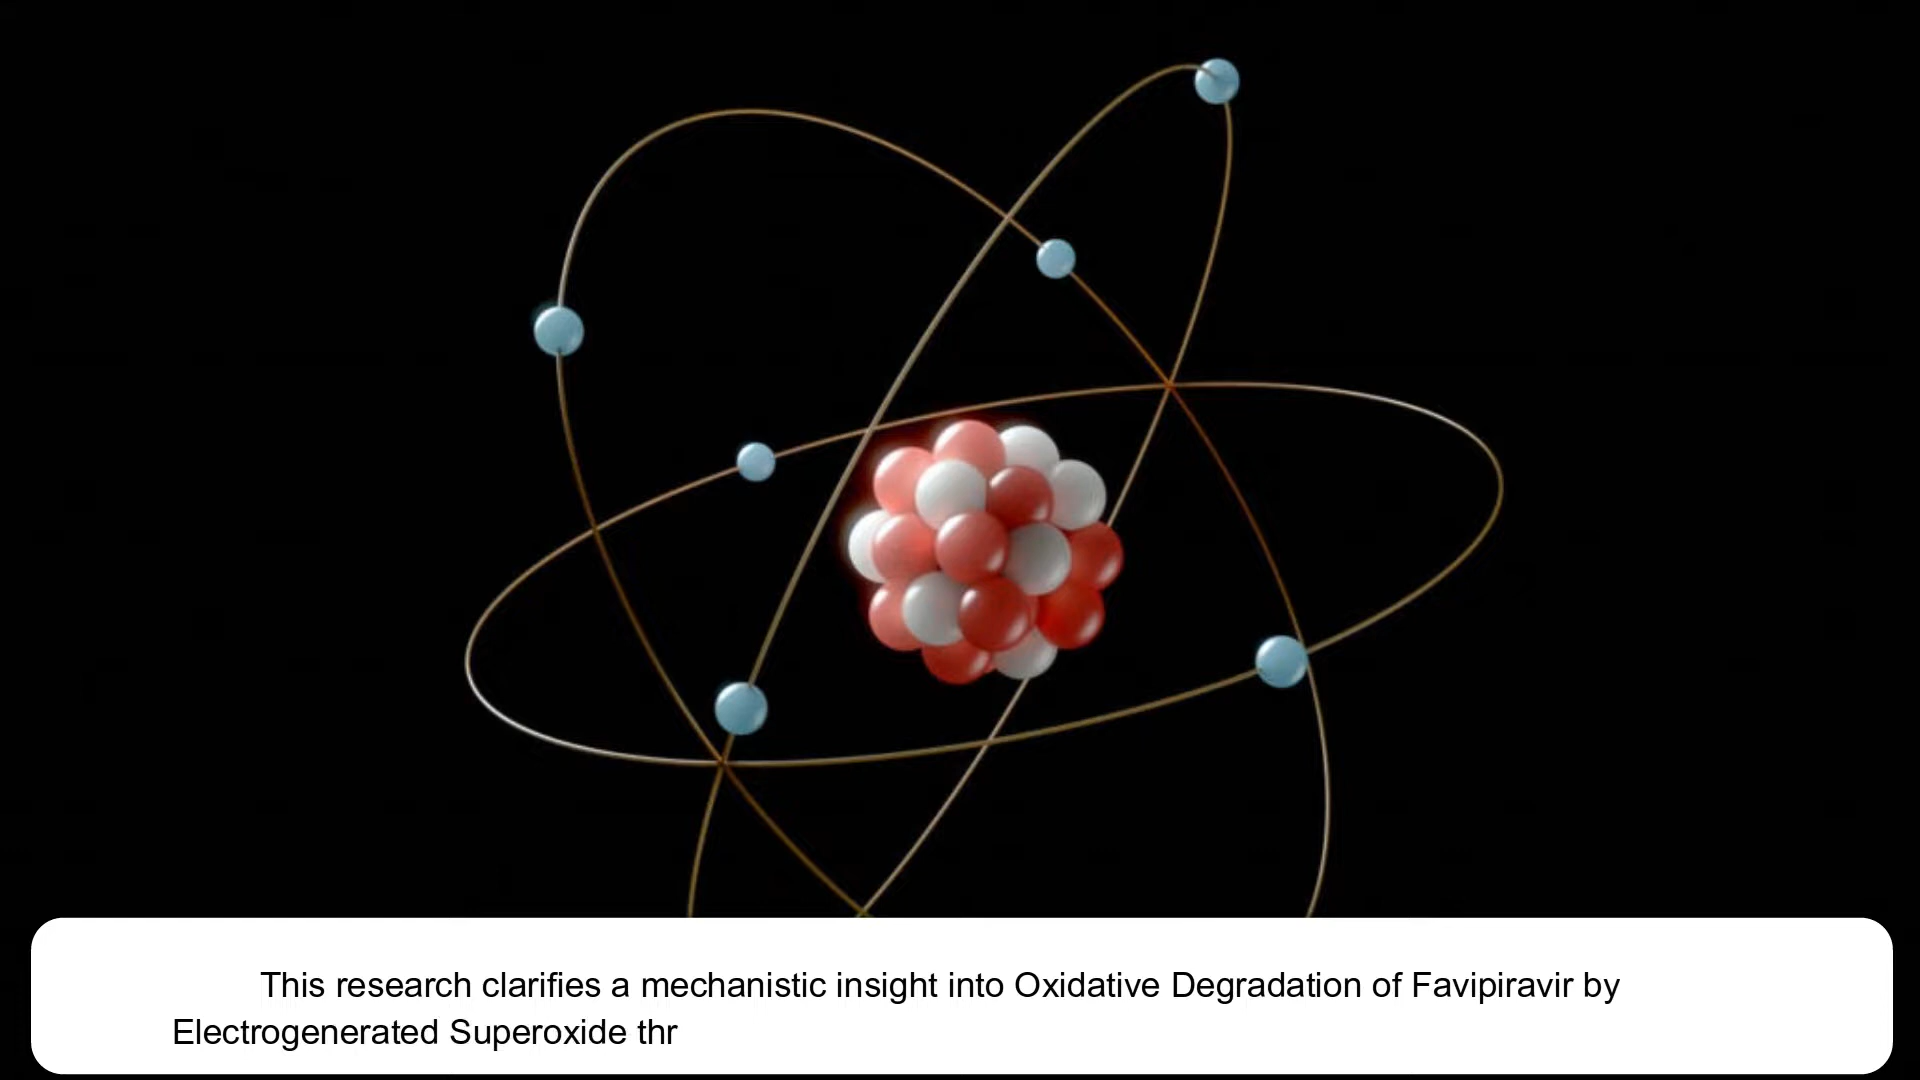 This research clarifies a mechanistic insight into Oxidative Degradation of Favipiravir by
Electrogenerated Superoxide thr